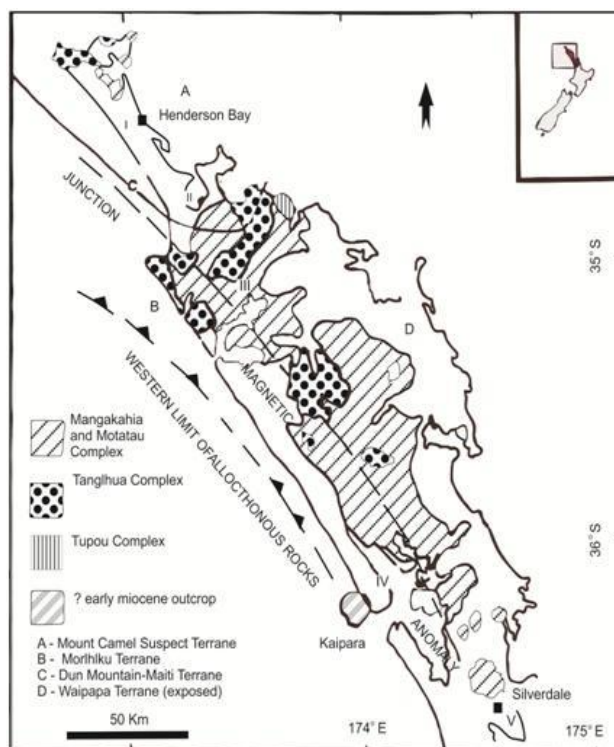 A
Henderson Bay
I
C
II
JUNCTION
35° S
III
B
D
MAGNETIC
WESTERN LIMIT OFALLOCTHONOUS ROCKS
Mangakahia
and Motatau
Complex
Tanglhua Complex
Tupou Complex
? early miocene outcrop
36° S
IV
ANOMALY
Kaipara
A - Mount Camel Suspect Terrane
B - Morlhlku Terrane
C - Dun Mountain-Maiti Terrane
D - Waipapa Terrane (exposed)
Silverdale
V
50 Km
174° E
175° E